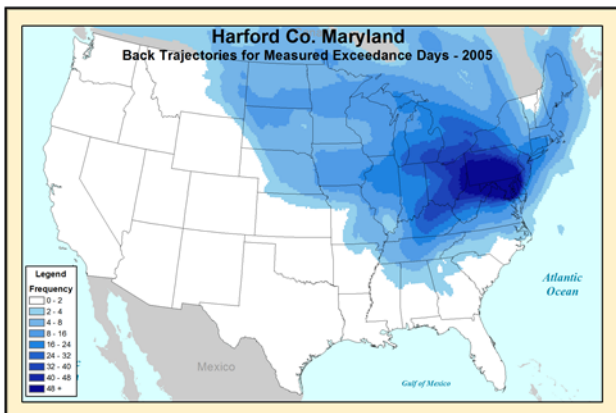 Harford Co. Maryland
Back Trajectories for Measured Exceedance Days - 2005
Legend
Frequency
0 - 2
2 - 4
4 - 8
8 - 16
16 - 24
24 - 32
32 - 40
40 - 48
48 +
Mexico
Gulf of Mexico
Atlantic
Ocean